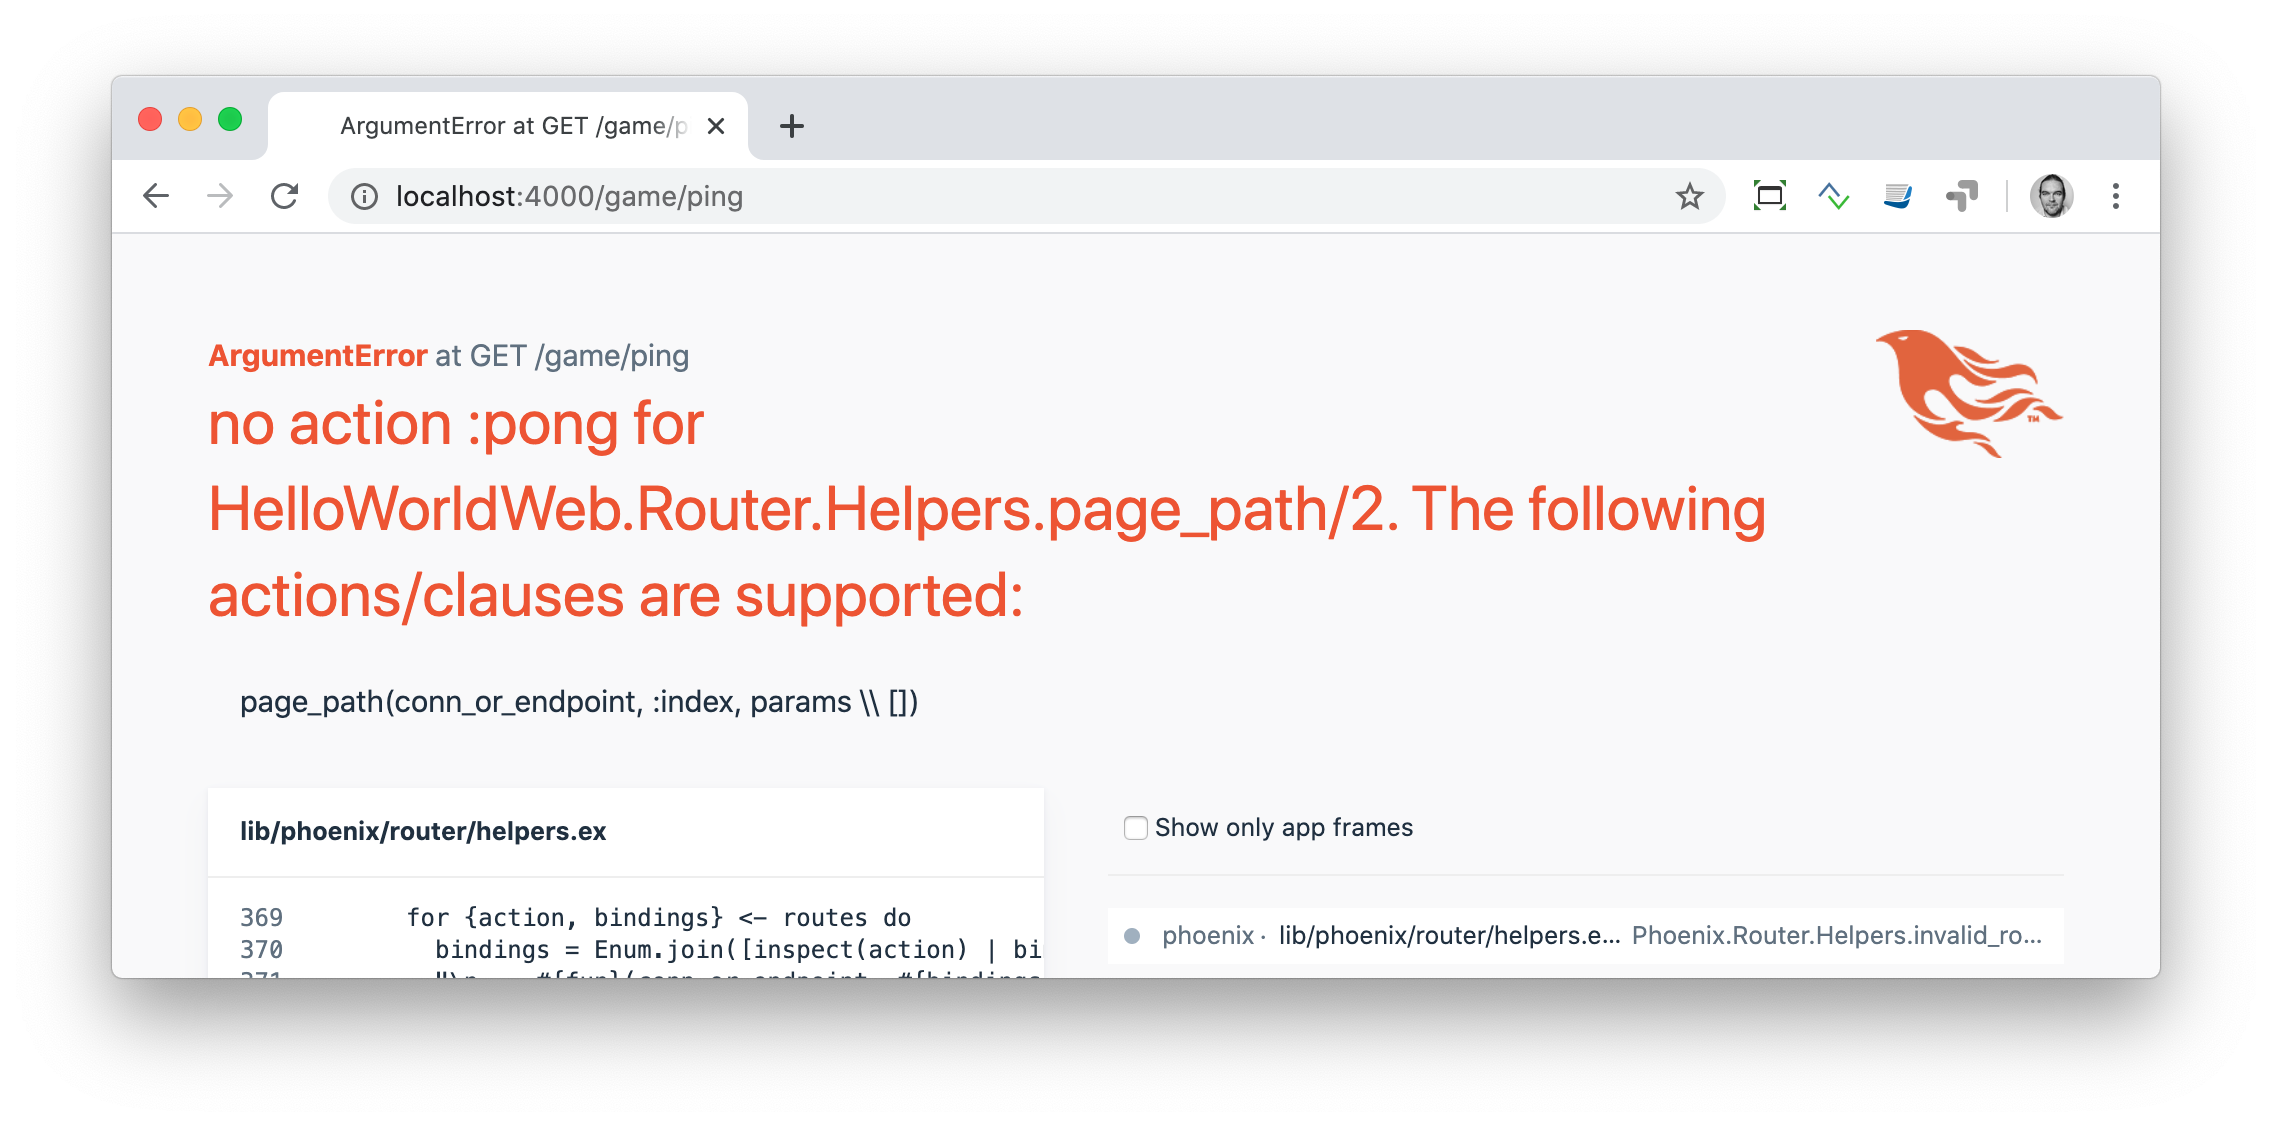 ArgumentError at GET /game/p
localhost:4000/game/ping
ArgumentError at GET /game/ping
no action :pong for
HelloWorldWeb.Router.Helpers.page_path/2. The following
actions/clauses are supported:
page_path(conn_or_endpoint, :index, params \\ [])
lib/phoenix/router/helpers.ex
Show only app frames
369 for {action, bindings} <- routes do
370 bindings = Enum.join([inspect(action) | bi
phoenix · lib/phoenix/router/helpers.e... Phoenix.Router.Helpers.invalid_ro...
TM